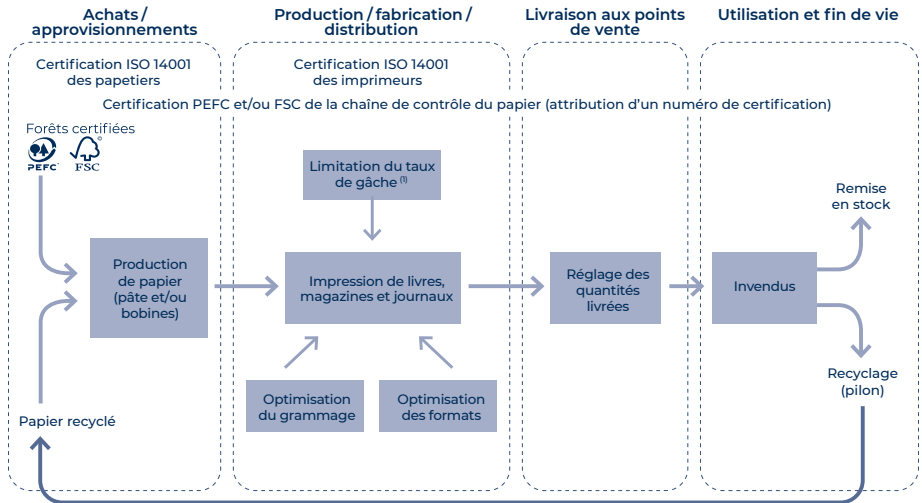 Achats /
approvisionnements
Production / fabrication /
distribution
Livraison aux points
de vente
Utilisation et fin de vie
Certification ISO 14001
des papetiers
Certification ISO 14001
des imprimeurs
Certification PEFC et/ou FSC de la chaîne de contrôle du papier (attribution d'un numéro de certification)
Forêts certifiées
PEFC
FSC
Limitation du taux
de gâche (1)
Remise
en stock
Production
de papier
(pâte et/ou
bobines)
Impression de livres,
magazines et journaux
Réglage des
quantités
livrées
Invendus
Recyclage
(pilon)
Optimisation
du grammage
Optimisation
des formats
Papier recyclé